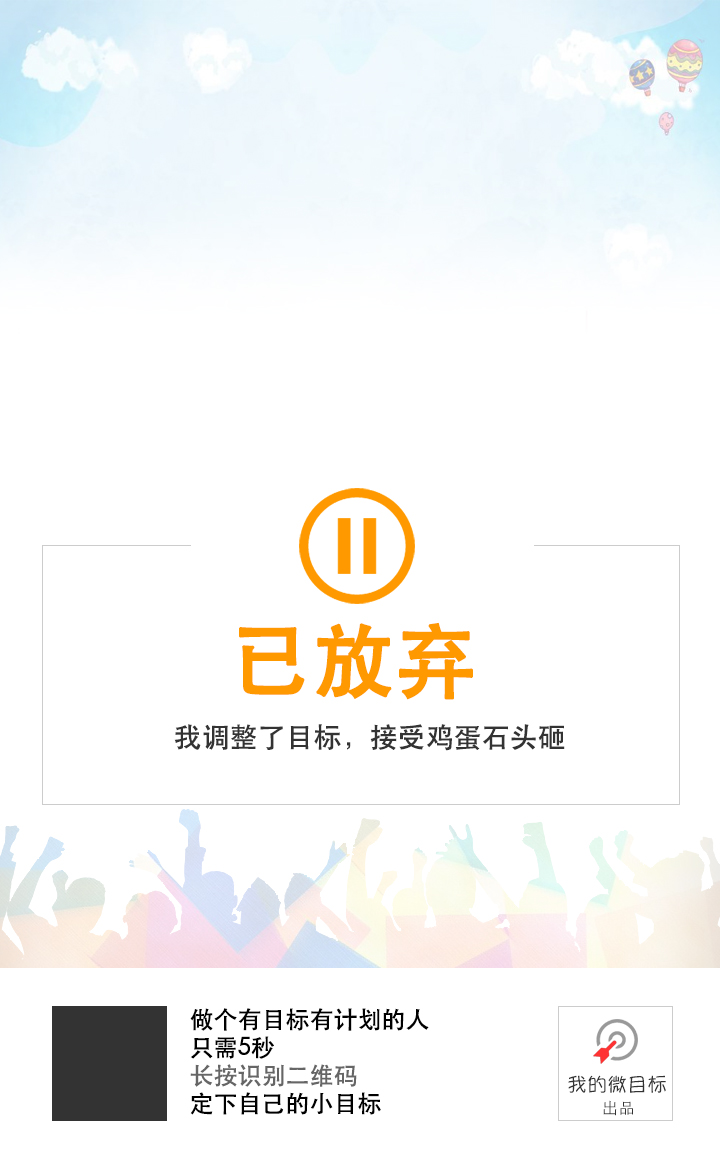 已放弃
我调整了目标，接受鸡蛋石头砸
做个有目标有计划的人
只需5秒
长按识别二维码
定下自己的小目标
我的微目标
出品